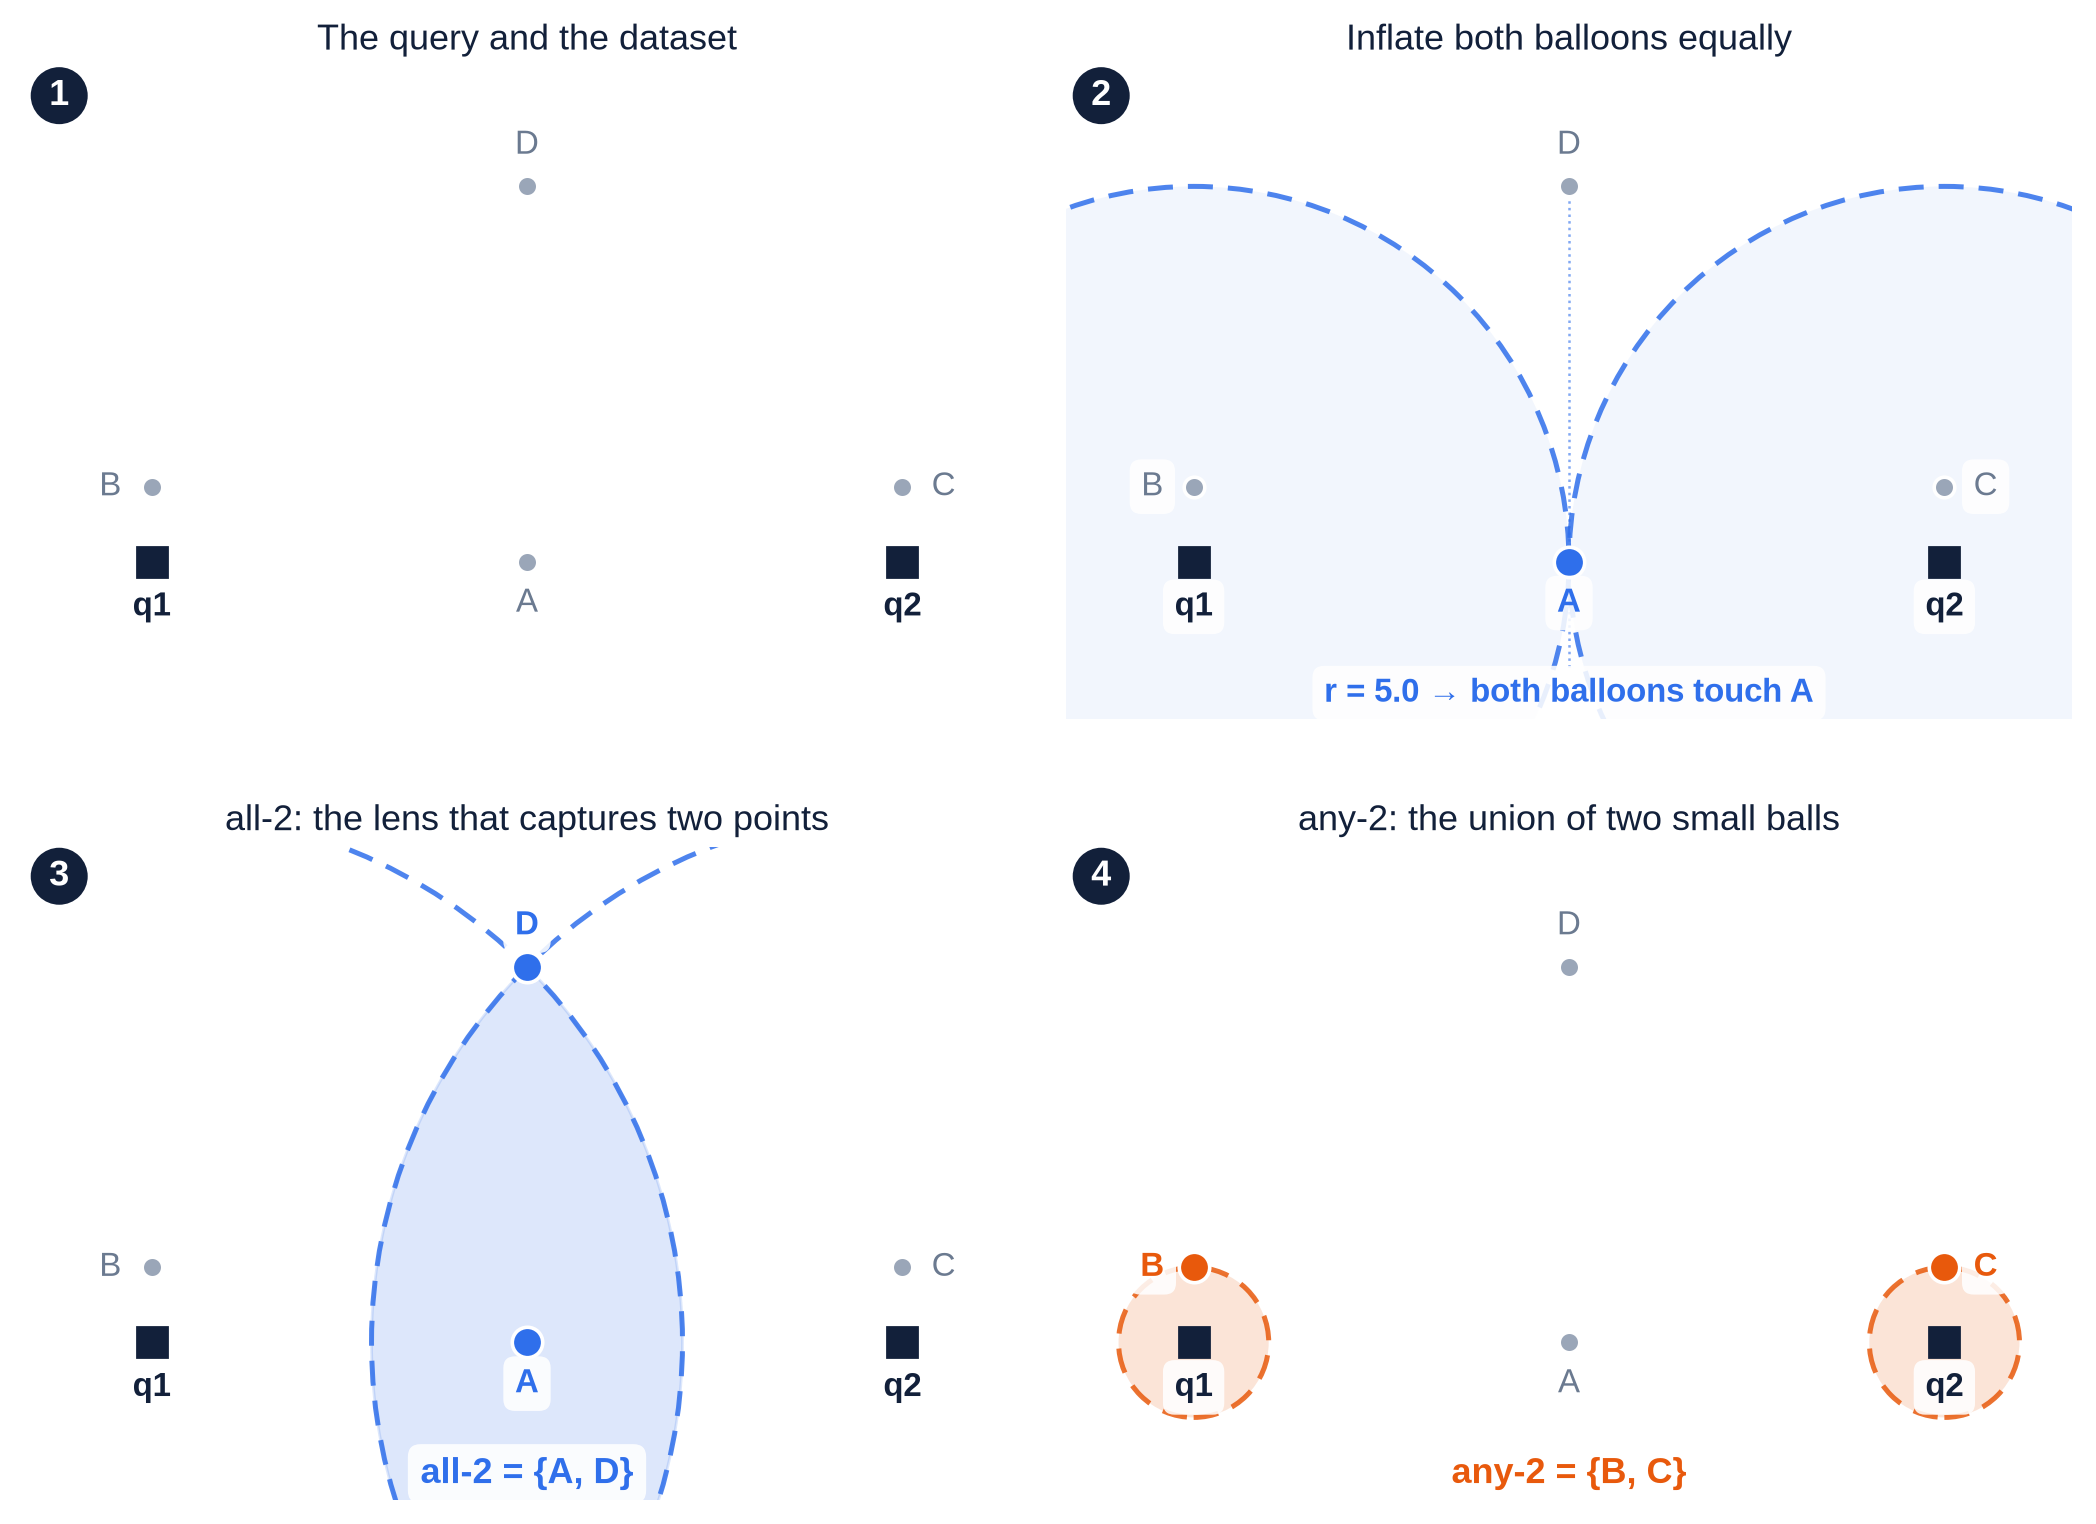 The query and the dataset
1
D
B
C
q1
A
q2
Inflate both balloons equally
2
D
B
C
q1
A
q2
r = 5.0 → both balloons touch A
all-2: the lens that captures two points
3
D
B
C
q1
A
q2
all-2 = {A, D}
any-2: the union of two small balls
4
D
B
C
q1
A
q2
any-2 = {B, C}